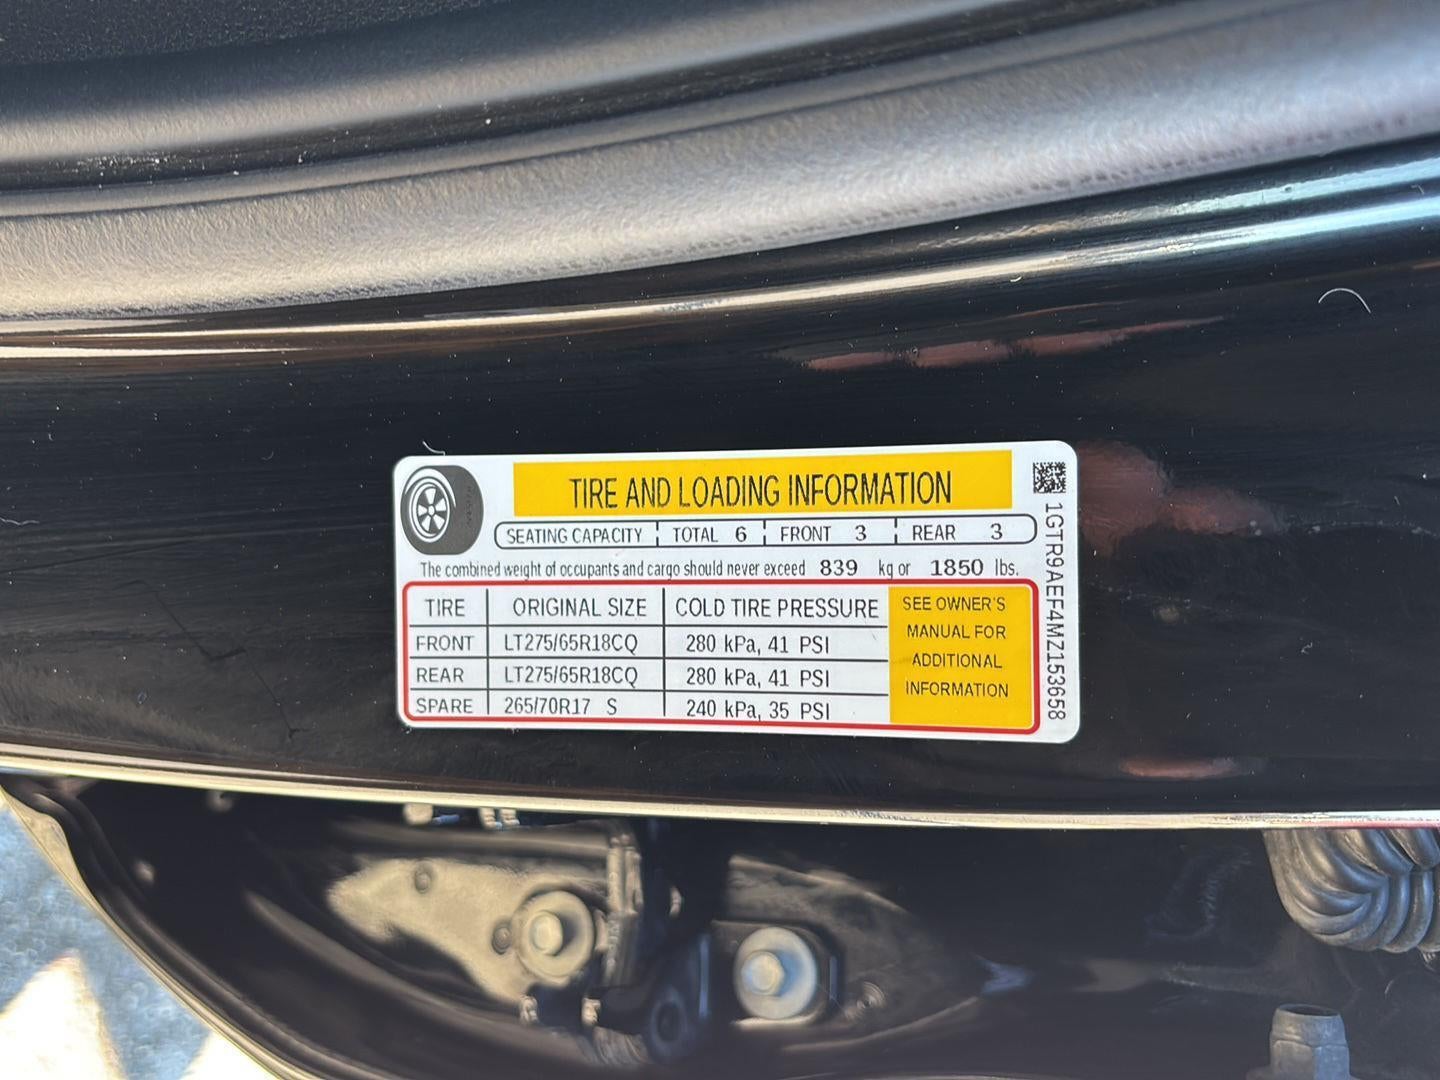 TIRE AND LOADING INFORMATION
SEATING CAPACITY TOTAL 6 FRONT 3 REAR 3
The combined weight of occupants and cargo should never exceed 839 kg or 1850 lbs.
TIRE ORIGINAL SIZE COLD TIRE PRESSURE
FRONT LT275/65R18CQ 280 kPa, 41 PSI
REAR LT275/65R18CQ 280 kPa, 41 PSI
SPARE 265/70R17 S 240 kPa, 35 PSI
SEE OWNER'S
MANUAL FOR
ADDITIONAL
INFORMATION
1GTR9AEF4MZ153658